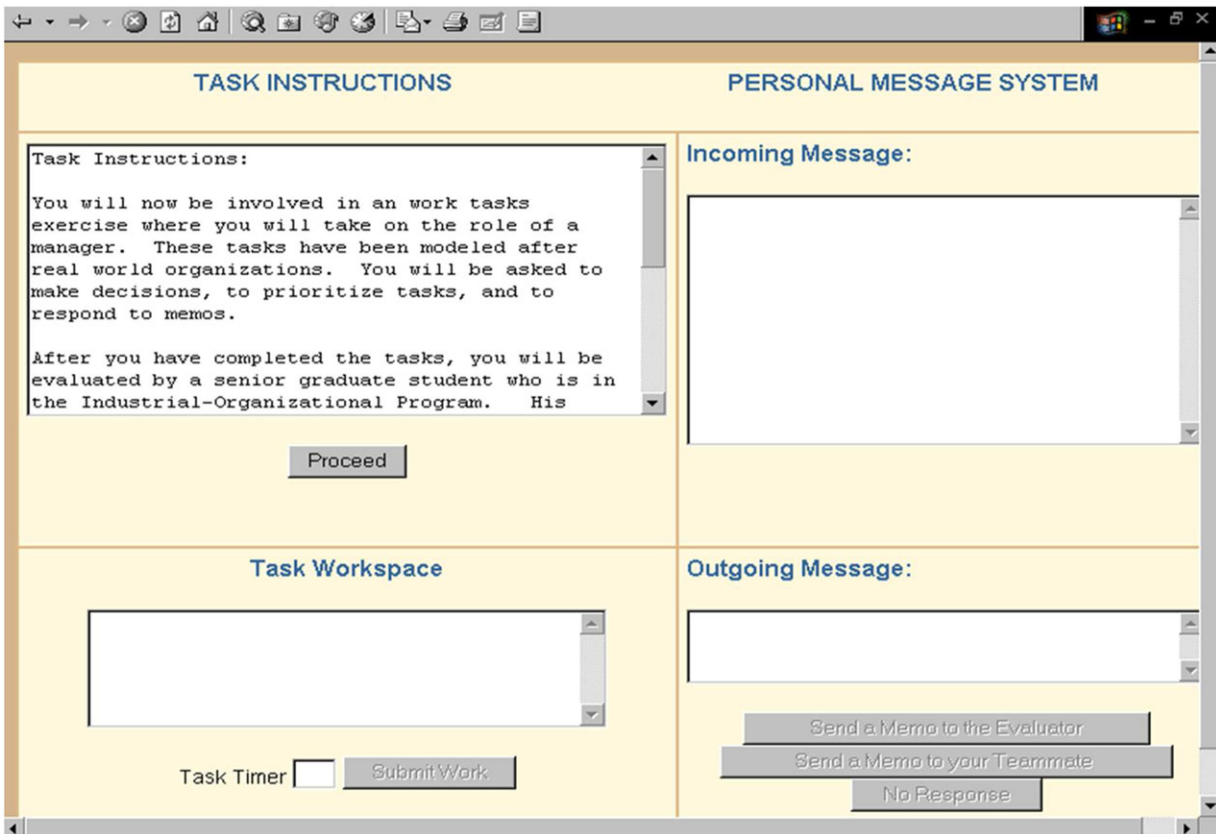 TASK INSTRUCTIONS
PERSONAL MESSAGE SYSTEM
Task Instructions:
You will now be involved in an work tasks
exercise where you will take on the role of a
manager.  These tasks have been modeled after
real world organizations.  You will be asked to
make decisions, to prioritize tasks, and to
respond to memos.
After you have completed the tasks, you will be
evaluated by a senior graduate student who is in
the Industrial-Organizational Program.   His
Proceed
Incoming Message:
Task Workspace
Task Timer
Submit Work
Outgoing Message:
Send a Memo to the Evaluator
Send a Memo to your Teammate
No Response